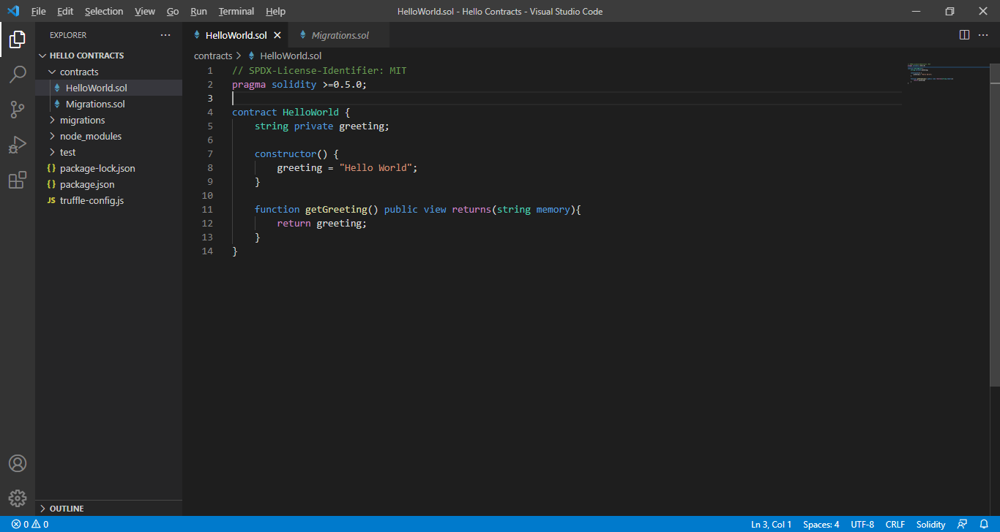 File Edit Selection View Go Run Terminal Help HelloWorld.sol - Hello Contracts - Visual Studio Code
EXPLORER
HELLO CONTRACTS
contracts
HelloWorld.sol
Migrations.sol
migrations
node_modules
test
{} package-lock.json
{} package.json
JS truffle-config.js
OUTLINE
HelloWorld.sol Migrations.sol
contracts > HelloWorld.sol
1 // SPDX-License-Identifier: MIT
2 pragma solidity >=0.5.0;
3
4 contract HelloWorld {
5 string private greeting;
6
7 constructor() {
8 greeting = "Hello World";
9 }
10
11 function getGreeting() public view returns(string memory){
12 return greeting;
13 }
14 }
0 0 Ln 3, Col 1 Spaces: 4 UTF-8 CRLF Solidity